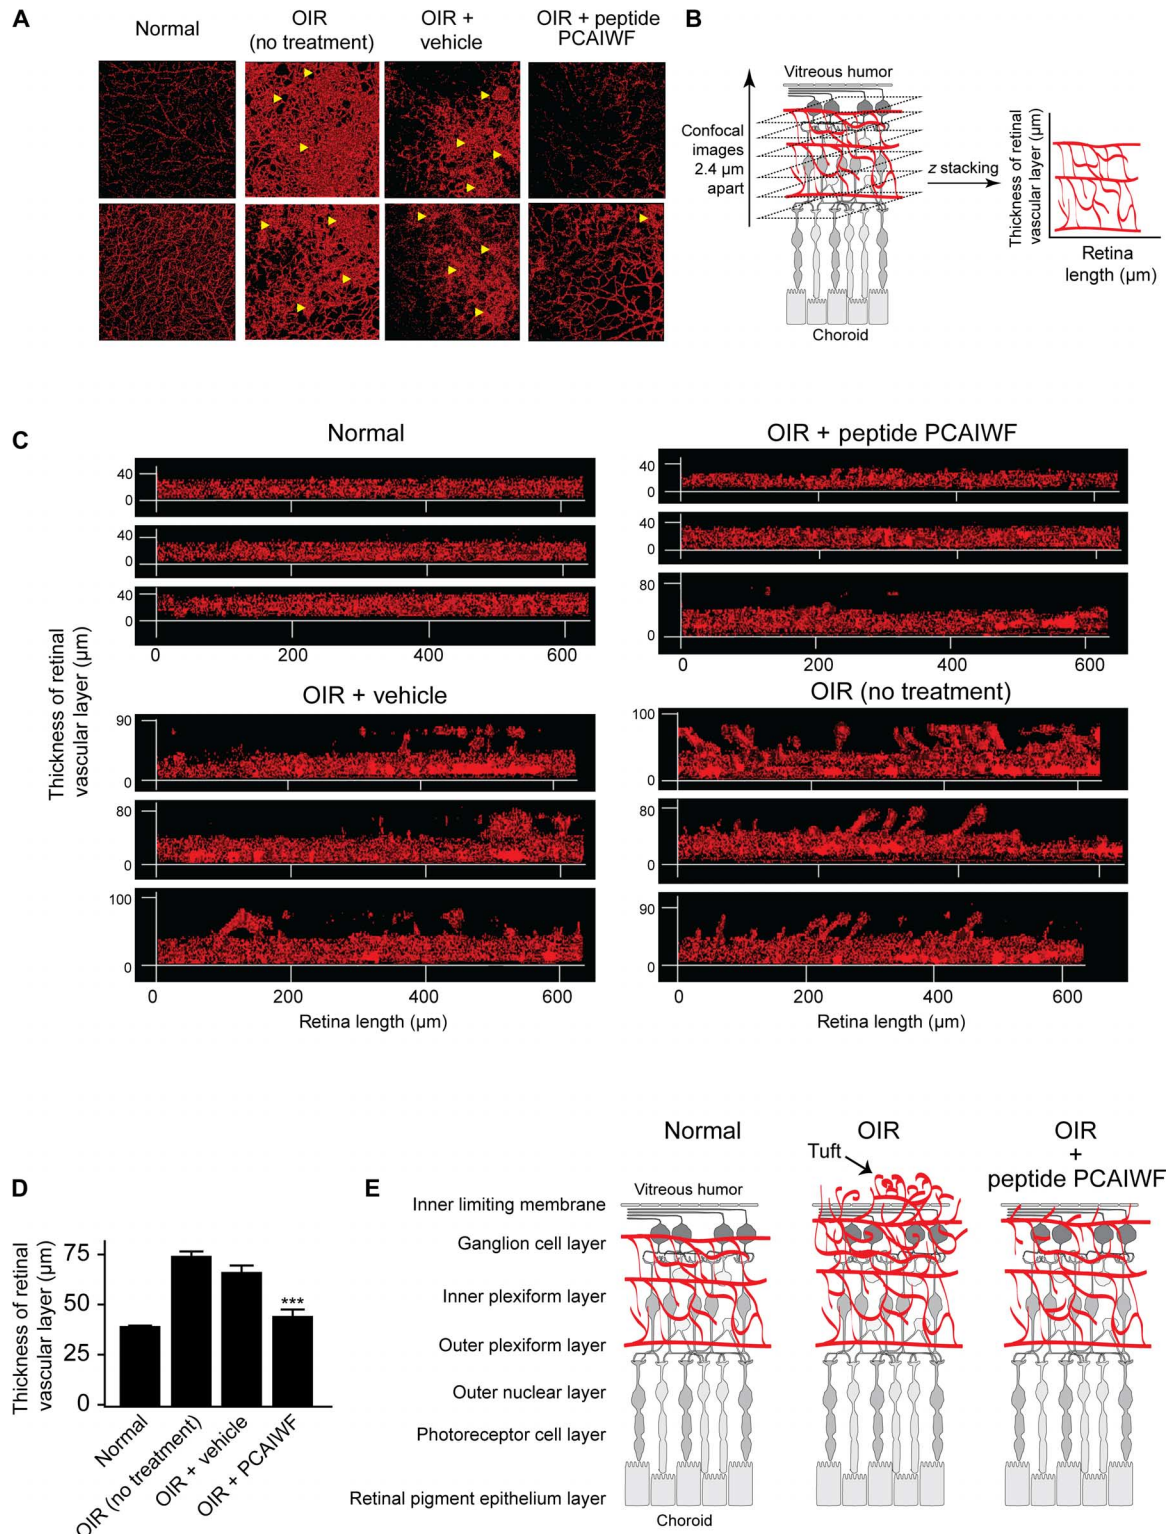 A
Normal
OIR
(no treatment)
OIR +
vehicle
OIR + peptide
PCAIWF
B
Vitreous humor
Confocal
images
2.4 µm
apart
z stacking
Thickness of retinal
vascular layer (µm)
Retina
length (µm)
Choroid
C
Normal
40
0
40
0
40
0
0 200 400 600
OIR + peptide PCAIWF
40
0
40
0
80
0
0 200 400 600
Thickness of retinal
vascular layer (µm)
OIR + vehicle
90
0
80
0
100
0
0 200 400 600
Retina length (µm)
OIR (no treatment)
100
0
80
0
90
0
0 200 400 600
Retina length (µm)
D
Thickness of retinal
vascular layer (µm)
75
50
25
0
***
Normal
OIR (no treatment)
OIR + vehicle
OIR + PCAIWF
E
Normal
OIR
OIR
+
peptide PCAIWF
Tuft
Vitreous humor
Inner limiting membrane
Ganglion cell layer
Inner plexiform layer
Outer plexiform layer
Outer nuclear layer
Photoreceptor cell layer
Retinal pigment epithelium layer
Choroid